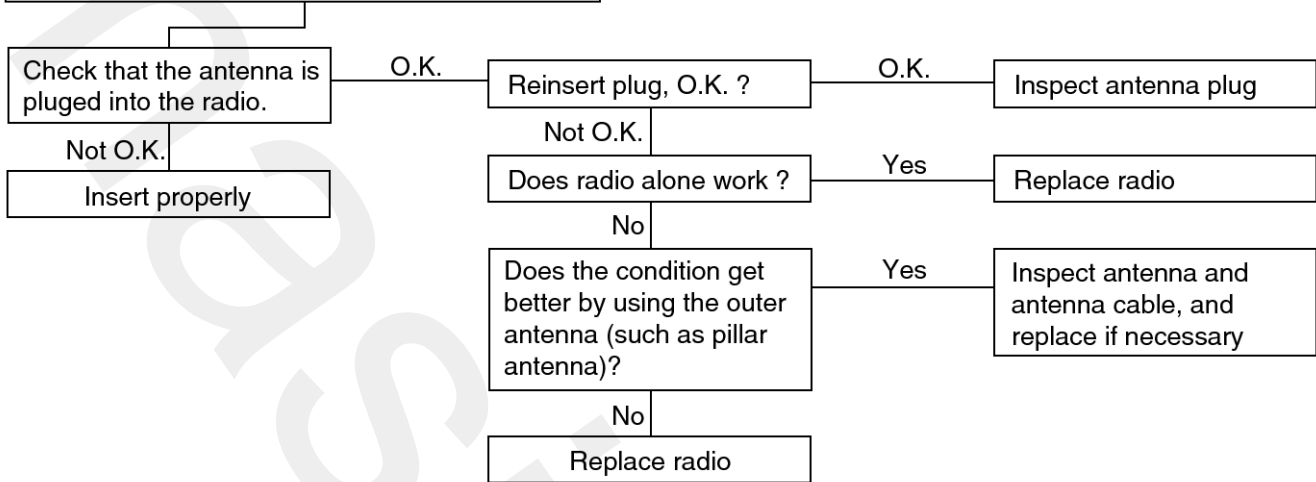 Check that the antenna is
pluged into the radio.
O.K.
Reinsert plug, O.K. ?
O.K.
Inspect antenna plug
Not O.K.
Insert properly
Not O.K.
Does radio alone work ?
Yes
Replace radio
No
Does the condition get
better by using the outer
antenna (such as pillar
antenna)?
Yes
Inspect antenna and
antenna cable, and
replace if necessary
No
Replace radio